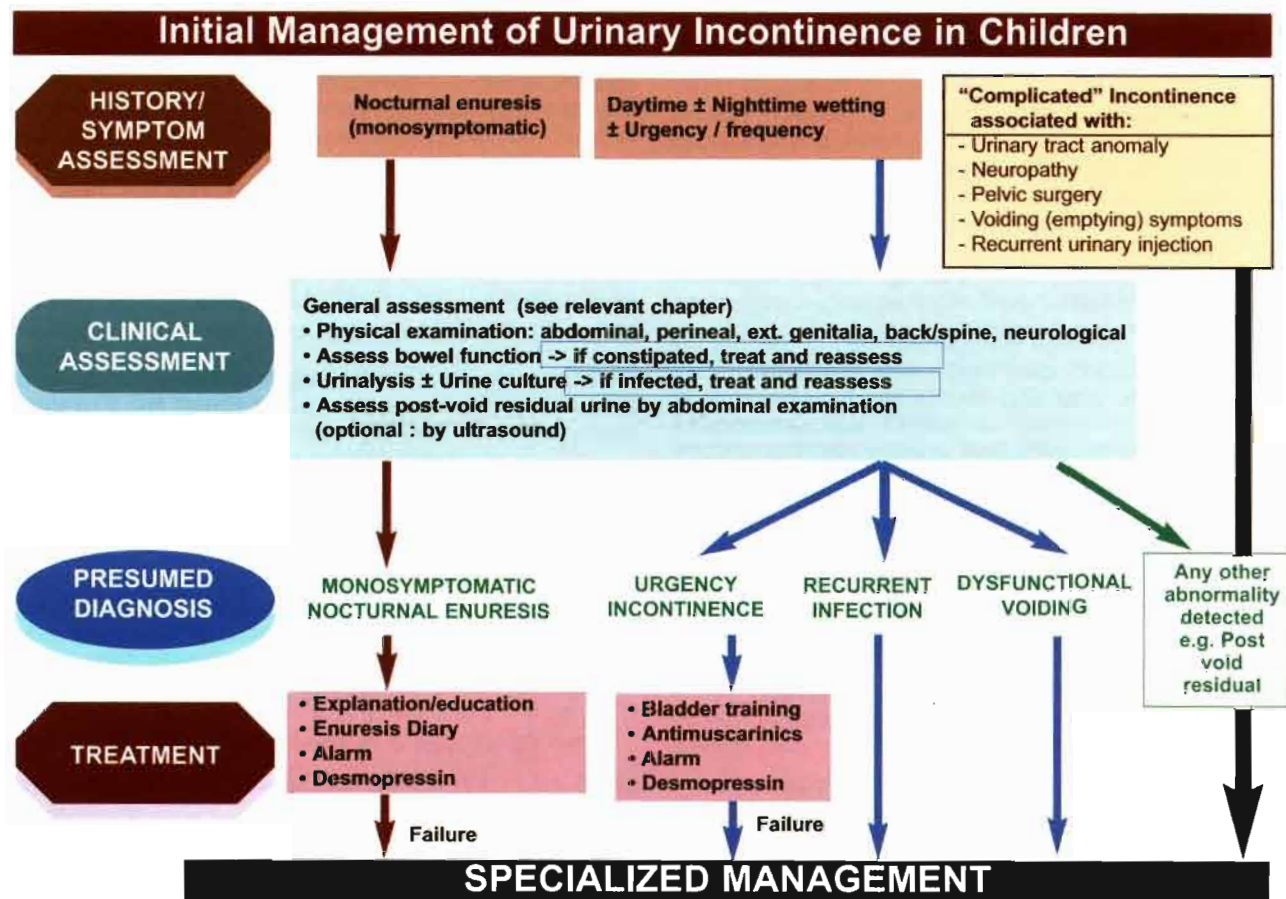 Initial Management of Urinary Incontinence in Children
HISTORY/
SYMPTOM
ASSESSMENT
Nocturnal enuresis
(monosymptomatic)
Daytime ± Nighttime wetting
± Urgency / frequency
“Complicated” Incontinence
associated with:
- Urinary tract anomaly
- Neuropathy
- Pelvic surgery
- Voiding (emptying) symptoms
- Recurrent urinary injection
CLINICAL
ASSESSMENT
General assessment (see relevant chapter)
• Physical examination: abdominal, perineal, ext. genitalia, back/spine, neurological
• Assess bowel function -> if constipated, treat and reassess
• Urinalysis ± Urine culture -> if infected, treat and reassess
• Assess post-void residual urine by abdominal examination
(optional : by ultrasound)
PRESUMED
DIAGNOSIS
MONOSYMPTOMATIC
NOCTURNAL ENURESIS
URGENCY
INCONTINENCE
RECURRENT
INFECTION
DYSFUNCTIONAL
VOIDING
Any other
abnormality
detected
e.g. Post
void
residual
TREATMENT
• Explanation/education
• Enuresis Diary
• Alarm
• Desmopressin
• Bladder training
• Antimuscarinics
• Alarm
• Desmopressin
Failure
Failure
SPECIALIZED MANAGEMENT